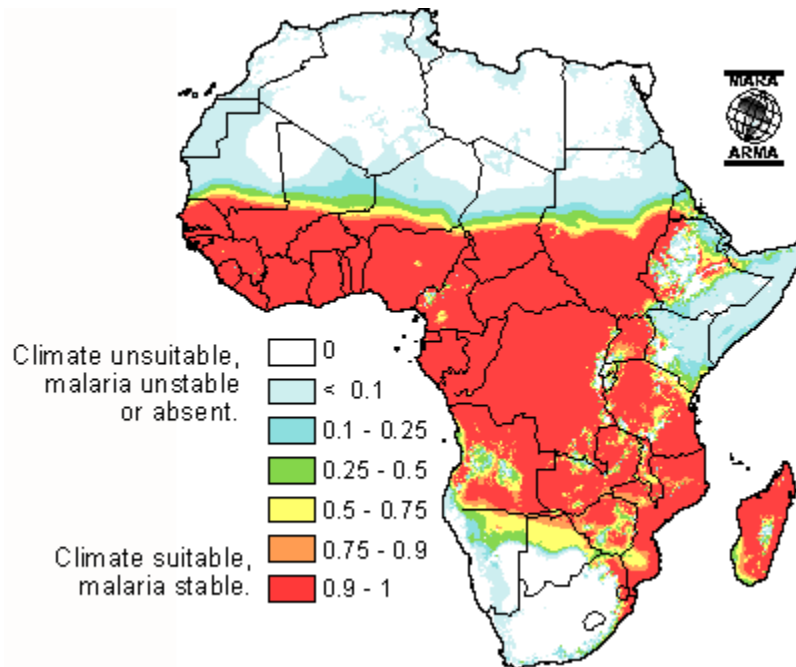 MARA
ARMA
Climate unsuitable,
malaria unstable
or absent.
0
< 0.1
0.1 - 0.25
0.25 - 0.5
0.5 - 0.75
0.75 - 0.9
0.9 - 1
Climate suitable,
malaria stable.